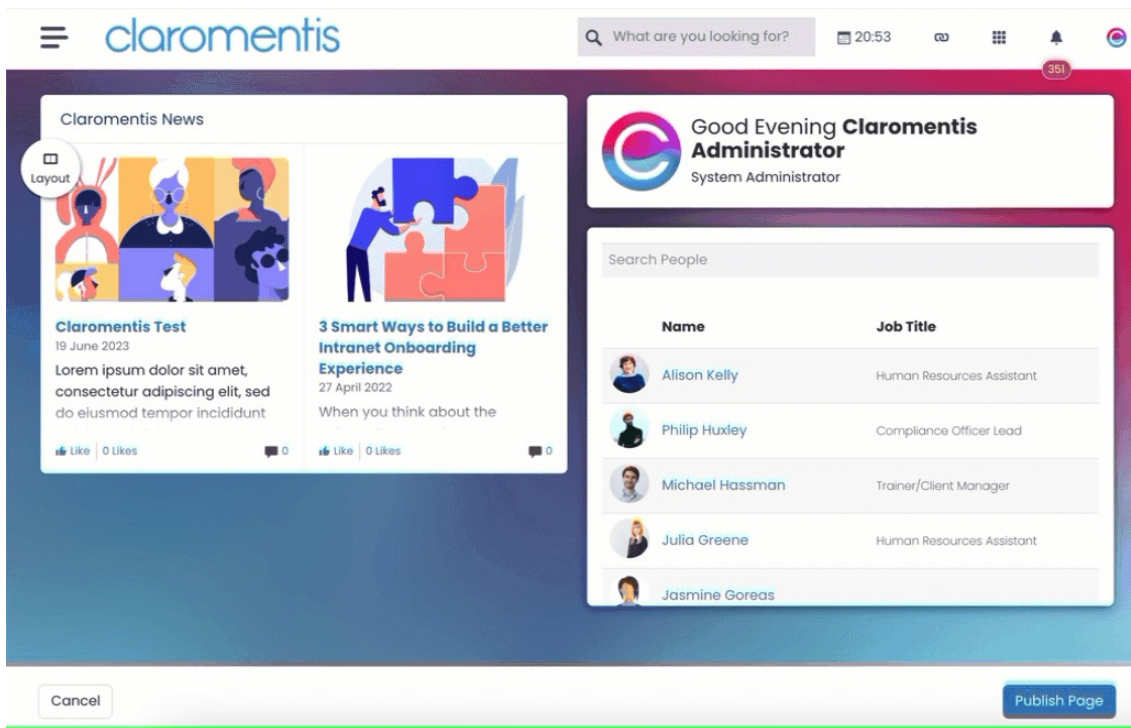 claromentis
What are you looking for?
20:53
351
Claromentis News
Layout
Claromentis Test
19 June 2023
Lorem ipsum dolor sit amet,
consectetur adipiscing elit, sed
do eiusmod tempor incididunt
Like
0 Likes
0
3 Smart Ways to Build a Better
Intranet Onboarding
Experience
27 April 2022
When you think about the
Like
0 Likes
0
Good Evening Claromentis
Administrator
System Administrator
Search People
Name Job Title
Alison Kelly Human Resources Assistant
Philip Huxley Compliance Officer Lead
Michael Hassman Trainer/Client Manager
Julia Greene Human Resources Assistant
Jasmine Goreas
Cancel
Publish Page